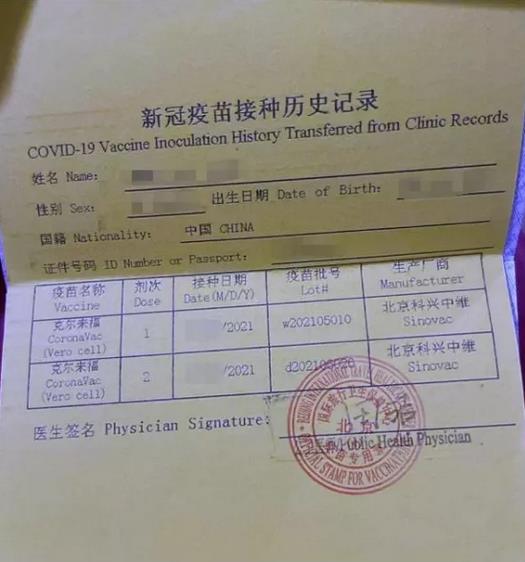 新冠疫苗接种历史记录
COVID-19 Vaccine Inoculation History Transferred from Clinic Records
姓名 Name:
性别 Sex: 出生日期 Date of Birth:
国籍 Nationality: 中国 CHINA
证件号码 ID Number or Passport:
疫苗名称 剂次 接种日期 疫苗批号 生产厂商
Vaccine Dose Date(M/D/Y) Lot# Manufacturer
克尔来福 北京科兴中维
CoronaVac 1 /2021 w202105010 Sinovac
(Vero cell)
克尔来福 北京科兴中维
CoronaVac 2 /2021 Sinovac
(Vero cell)
医生签名 Physician Signature:
Public Health Physician
北京
STAMP FOR VACCINATION